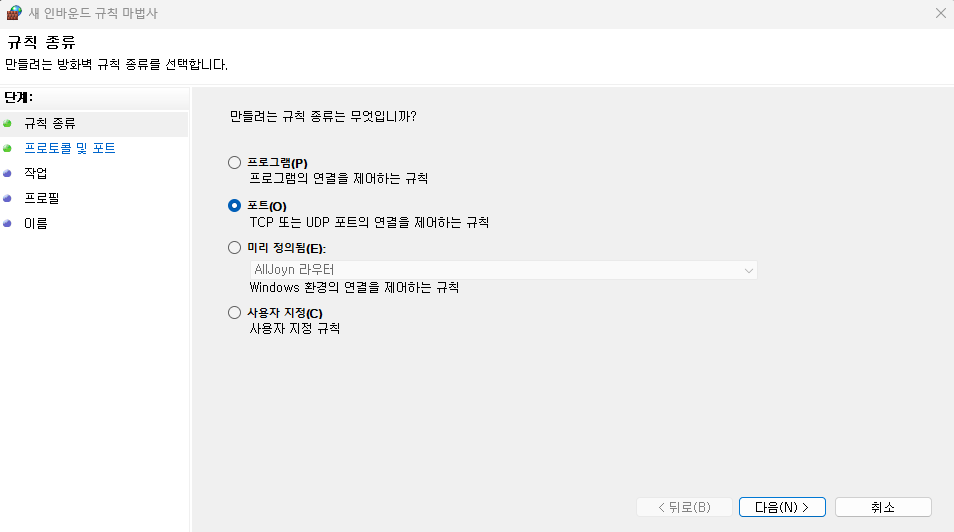 새 인바운드 규칙 마법사
규칙 종류
만들려는 방화벽 규칙 종류를 선택합니다.
단계:
규칙 종류
프로토콜 및 포트
작업
프로필
이름
만들려는 규칙 종류는 무엇입니까?
프로그램(P)
프로그램의 연결을 제어하는 규칙
포트(O)
TCP 또는 UDP 포트의 연결을 제어하는 규칙
미리 정의됨(E):
AllJoyn 라우터
Windows 환경의 연결을 제어하는 규칙
사용자 지정(C)
사용자 지정 규칙
< 뒤로(B)
다음(N) >
취소